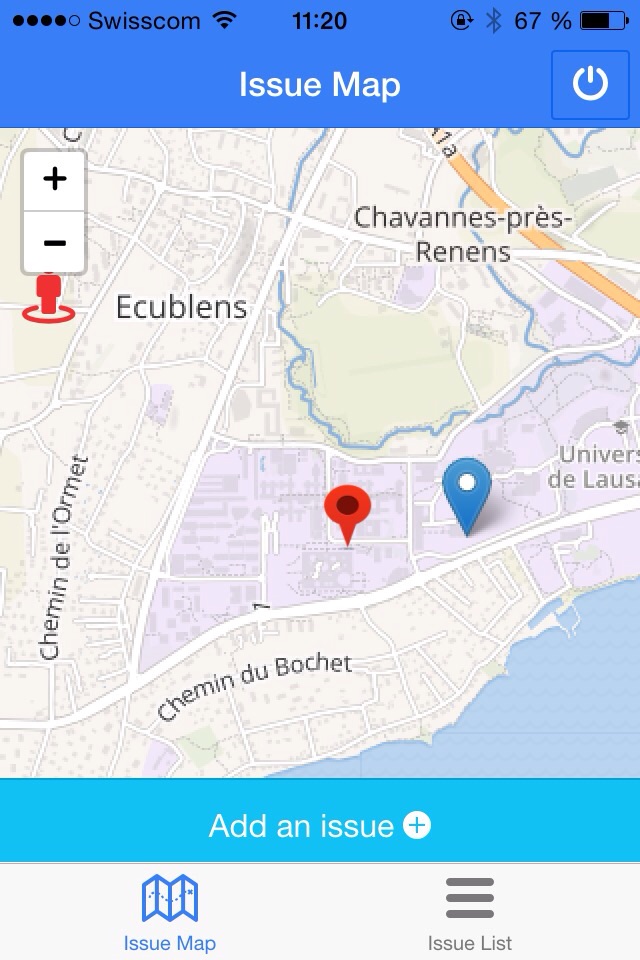 Swisscom 11:20 67 %
Issue Map
A1a
+
Chavannes-près-
Renens
−
Ecublens
Univers
de Lausa
Chemin de l'Ormet
Chemin du Bochet
Add an issue +
Issue Map Issue List